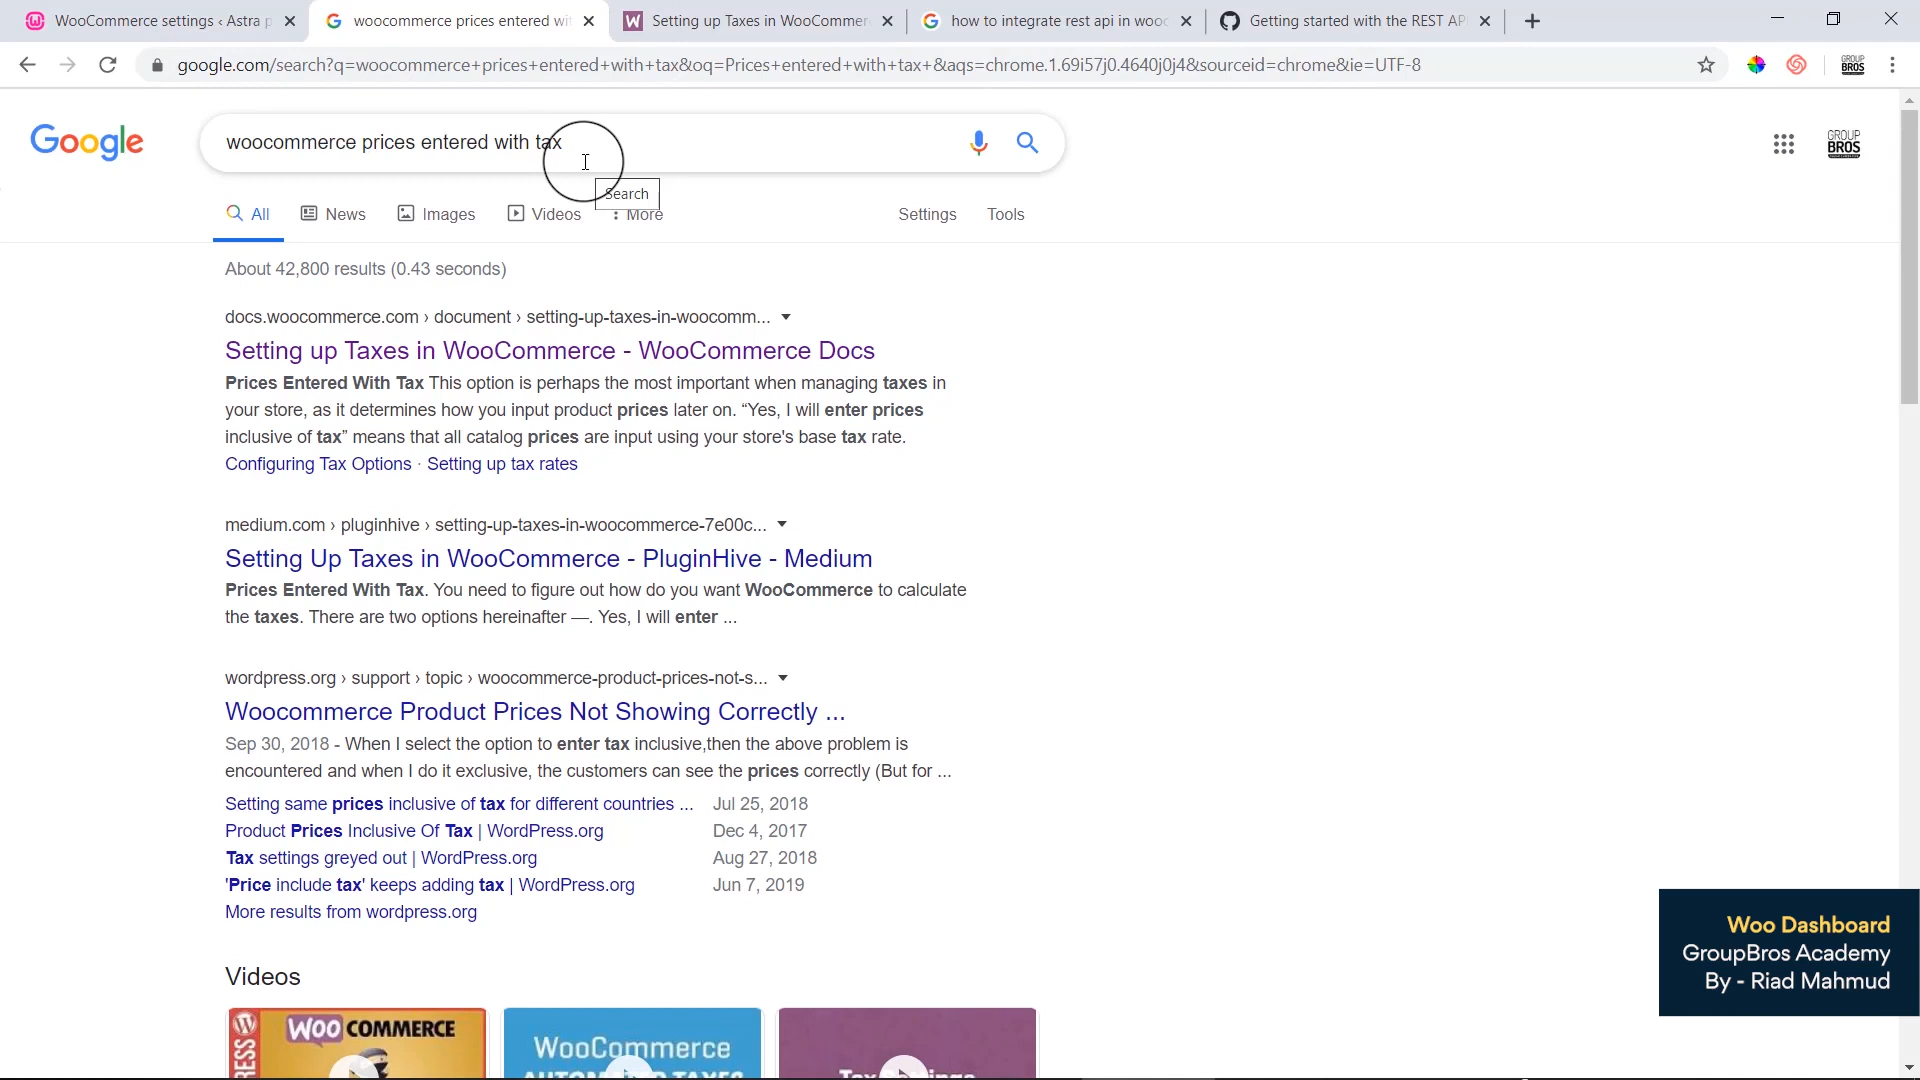 WooCommerce settings ‹ Astra p
woocommerce prices entered wi
Setting up Taxes in WooCommer
how to integrate rest api in wooc
Getting started with the REST AP
google.com/search?q=woocommerce+prices+entered+with+tax&oq=Prices+entered+with+tax+&aqs=chrome.1.69i57j0.4640j0j4&sourceid=chrome&ie=UTF-8
GROUP
BROS
Google
woocommerce prices entered with tax
GROUP
BROS
Search
All
News
Images
Videos
More
Settings
Tools
About 42,800 results (0.43 seconds)
docs.woocommerce.com › document › setting-up-taxes-in-woocomm...
Setting up Taxes in WooCommerce - WooCommerce Docs
Prices Entered With Tax This option is perhaps the most important when managing taxes in
your store, as it determines how you input product prices later on. “Yes, I will enter prices
inclusive of tax” means that all catalog prices are input using your store's base tax rate.
Configuring Tax Options · Setting up tax rates
medium.com › pluginhive › setting-up-taxes-in-woocommerce-7e00c...
Setting Up Taxes in WooCommerce - PluginHive - Medium
Prices Entered With Tax. You need to figure out how do you want WooCommerce to calculate
the taxes. There are two options hereinafter —. Yes, I will enter ...
wordpress.org › support › topic › woocommerce-product-prices-not-s...
Woocommerce Product Prices Not Showing Correctly ...
Sep 30, 2018 - When I select the option to enter tax inclusive,then the above problem is
encountered and when I do it exclusive, the customers can see the prices correctly (But for ...
Setting same prices inclusive of tax for different countries ... Jul 25, 2018
Product Prices Inclusive Of Tax | WordPress.org Dec 4, 2017
Tax settings greyed out | WordPress.org Aug 27, 2018
'Price include tax' keeps adding tax | WordPress.org Jun 7, 2019
More results from wordpress.org
Woo Dashboard
GroupBros Academy
By - Riad Mahmud
Videos
WOO COMMERCE
WooCommerce
AUTOMATED TAXES